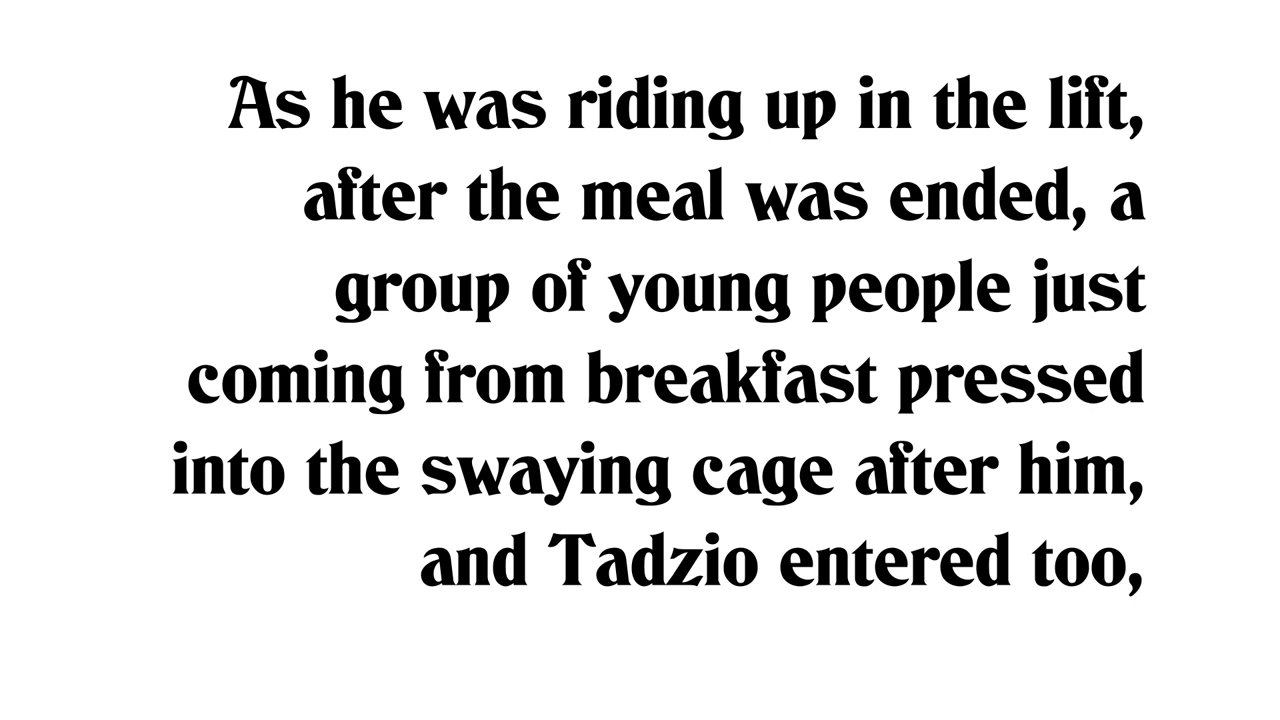 As he was riding up in the lift,
after the meal was ended, a
group of young people just
coming from breakfast pressed
into the swaying cage after him,
and Tadzio entered too,